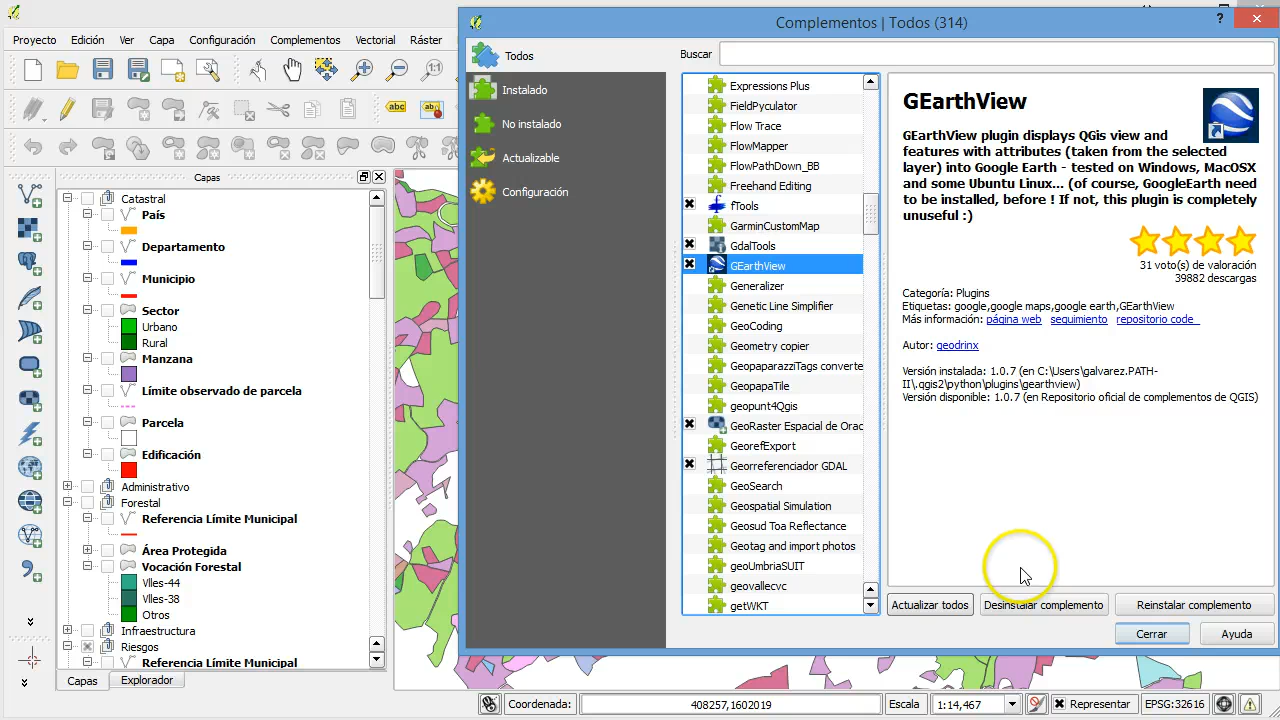 Complementos | Todos (314)
?
Proyecto Edición Ver Capa Configuración Complementos Vectorial Ráster
Todos
Buscar
Instalado
No instalado
Actualizable
Configuración
abc
Capas
Catastral
País
Departamento
Municipio
Sector
Urbano
Rural
Manzana
Límite observado de parcela
Parcela
Edificación
Administrativo
Forestal
Referencia Límite Municipal
Área Protegida
Vocación Forestal
Vlles-44
Vlles-38
Otros
Infraestructura
Riesgos
Referencia Límite Municipal
Capas Explorador
Expressions Plus
FieldPyculator
Flow Trace
FlowMapper
FlowPathDown_BB
Freehand Editing
fTools
GarminCustomMap
GdalTools
GEarthView
Generalizer
Genetic Line Simplifier
GeoCoding
Geometry copier
GeopaparazziTags converte
GeopapaTile
geopunt4Qgis
GeoRaster Espacial de Orac
GeorefExport
Georreferenciador GDAL
GeoSearch
Geospatial Simulation
Geosud Toa Reflectance
Geotag and import photos
geoUmbriaSUIT
geovallecvc
getWKT
GEarthView
GEarthView plugin displays QGis view and
features with attributes (taken from the selected
layer) into Google Earth - tested on Windows, MacOSX
and some Ubuntu Linux... (of course, GoogleEarth need
to be installed, before ! If not, this plugin is completely
unuseful :)
31 voto(s) de valoración
39882 descargas
Categoría: Plugins
Etiquetas: google,google maps,google earth,GEarthView
Más información: página web seguimiento repositorio code
Autor: geodrinx
Versión instalada: 1.0.7 (en C:\Users\galvarez.PATH-
II\.qgis2\python\plugins\gearthview)
Versión disponible: 1.0.7 (en Repositorio oficial de complementos de QGIS)
Actualizar todos Desinstalar complemento Reinstalar complemento
Cerrar Ayuda
Coordenada: 408257,1602019 Escala 1:14,467 Representar EPSG:32616